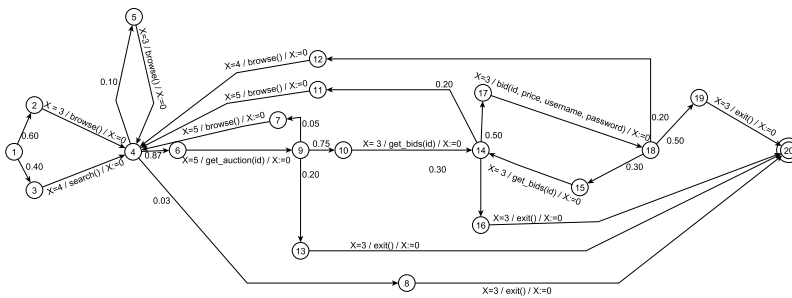 5
X=3 / browse() / X:=0
0.10
2
X = 3 / browse() / X:=0
0.60
1
0.40
3
X=4 / search() / X:=0
4
0.87
6
X=5 / get_auction(id) / X:=0
0.03
X=4 / browse() / X:=0
12
X=5 / browse() / X:=0
11
X=5 / browse() / X:=0
7
0.05
9
0.75
10
X= 3 / get_bids(id) / X:=0
0.20
13
X=3 / exit() / X:=0
8
X=3 / exit() / X:=0
0.20
14
0.50
0.30
17
X=3 / bid(id, price, username, password) / X:=0
X= 3 / get_bids(id) / X:=0
15
0.30
16
X=3 / exit() / X:=0
18
0.20
0.50
19
X=3 / exit() / X:=0
20